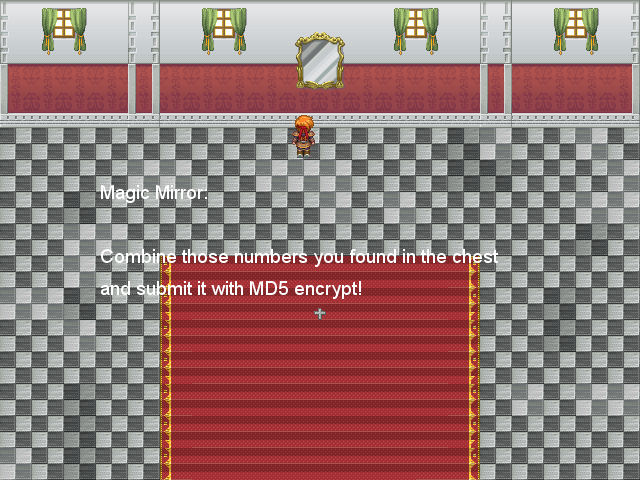 Magic Mirror:
Combine those numbers you found in the chest
and submit it with MD5 encrypt!